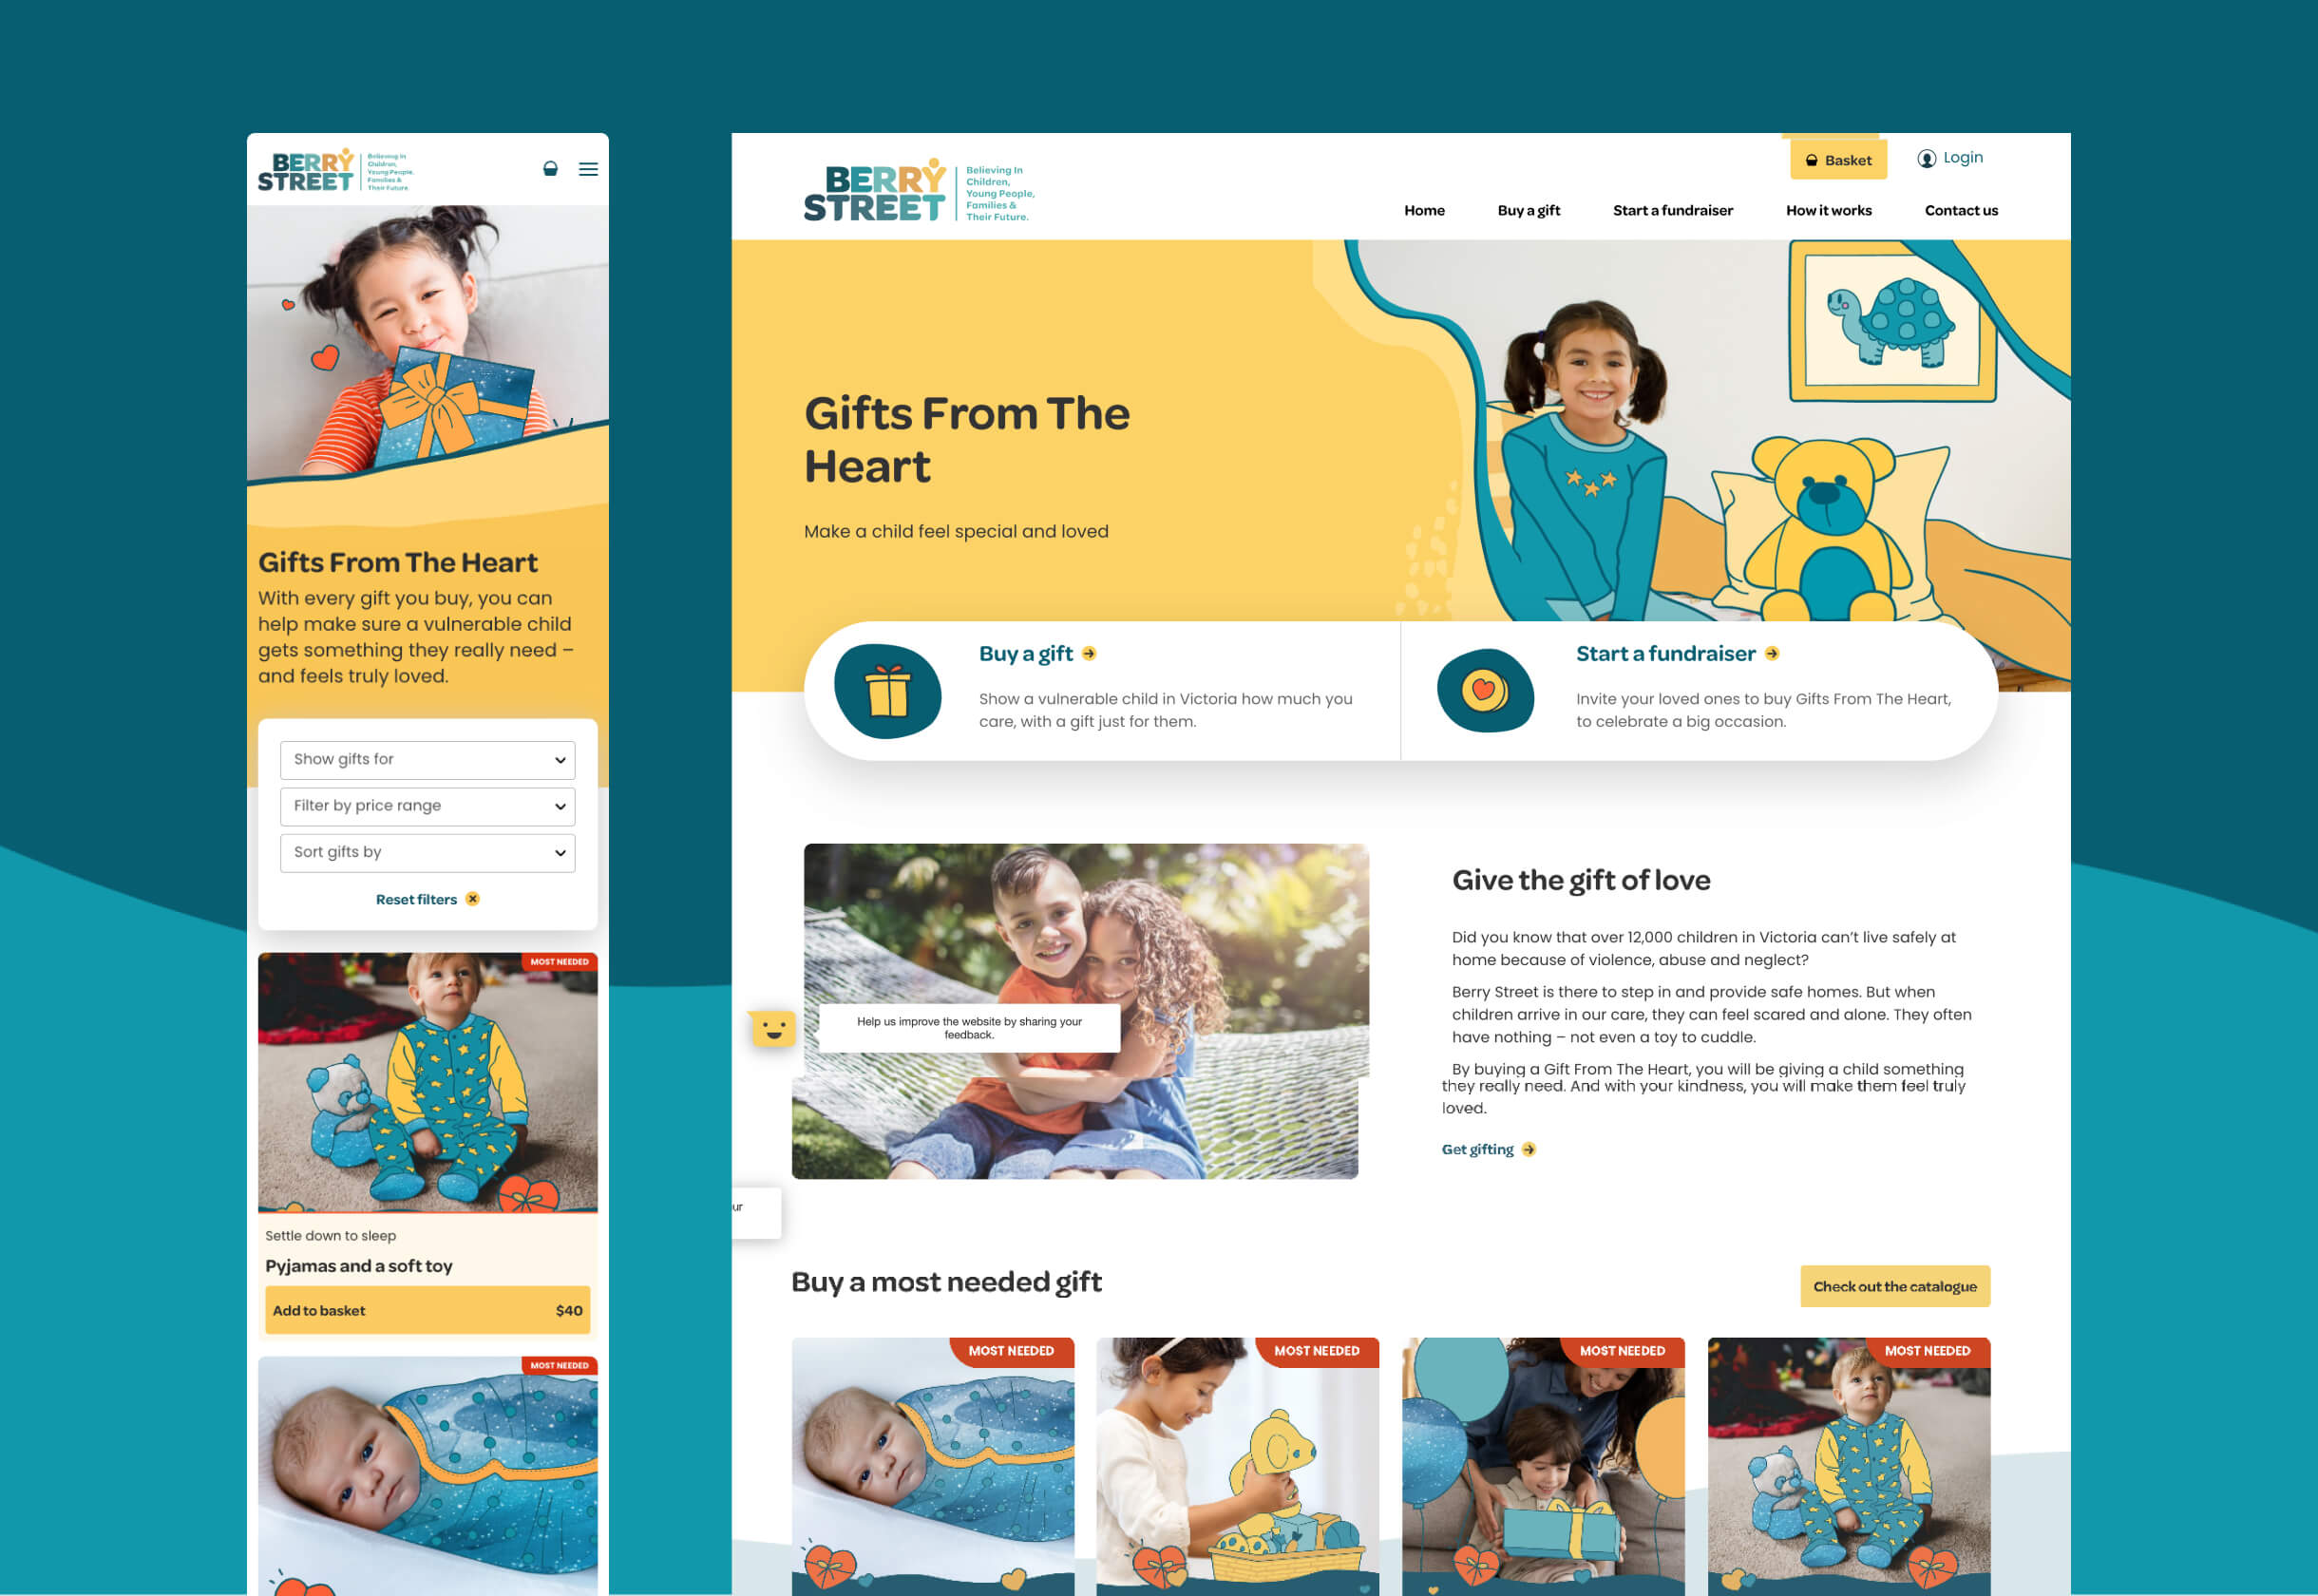 BERRY
STREET
Believing In
Children,
Young People,
Families &
Their Future.
Gifts From The Heart
With every gift you buy, you can
help make sure a vulnerable child
gets something they really need –
and feels truly loved.
Show gifts for
Filter by price range
Sort gifts by
Reset filters
MOST NEEDED
Settle down to sleep
Pyjamas and a soft toy
Add to basket $40
MOST NEEDED
BERRY
STREET
Believing In
Children,
Young People,
Families &
Their Future.
Basket Login
Home Buy a gift Start a fundraiser How it works Contact us
Gifts From The
Heart
Make a child feel special and loved
Buy a gift
Show a vulnerable child in Victoria how much you
care, with a gift just for them.
Start a fundraiser
Invite your loved ones to buy Gifts From The Heart,
to celebrate a big occasion.
Help us improve the website by sharing your
feedback.
Give the gift of love
Did you know that over 12,000 children in Victoria can't live safely at
home because of violence, abuse and neglect?
Berry Street is there to step in and provide safe homes. But when
children arrive in our care, they can feel scared and alone. They often
have nothing – not even a toy to cuddle.
By buying a Gift From The Heart, you will be giving a child something
they really need. And with your kindness, you will make them feel truly
loved.
Get gifting
ur
Buy a most needed gift
Check out the catalogue
MOST NEEDED
MOST NEEDED
MOST NEEDED
MOST NEEDED